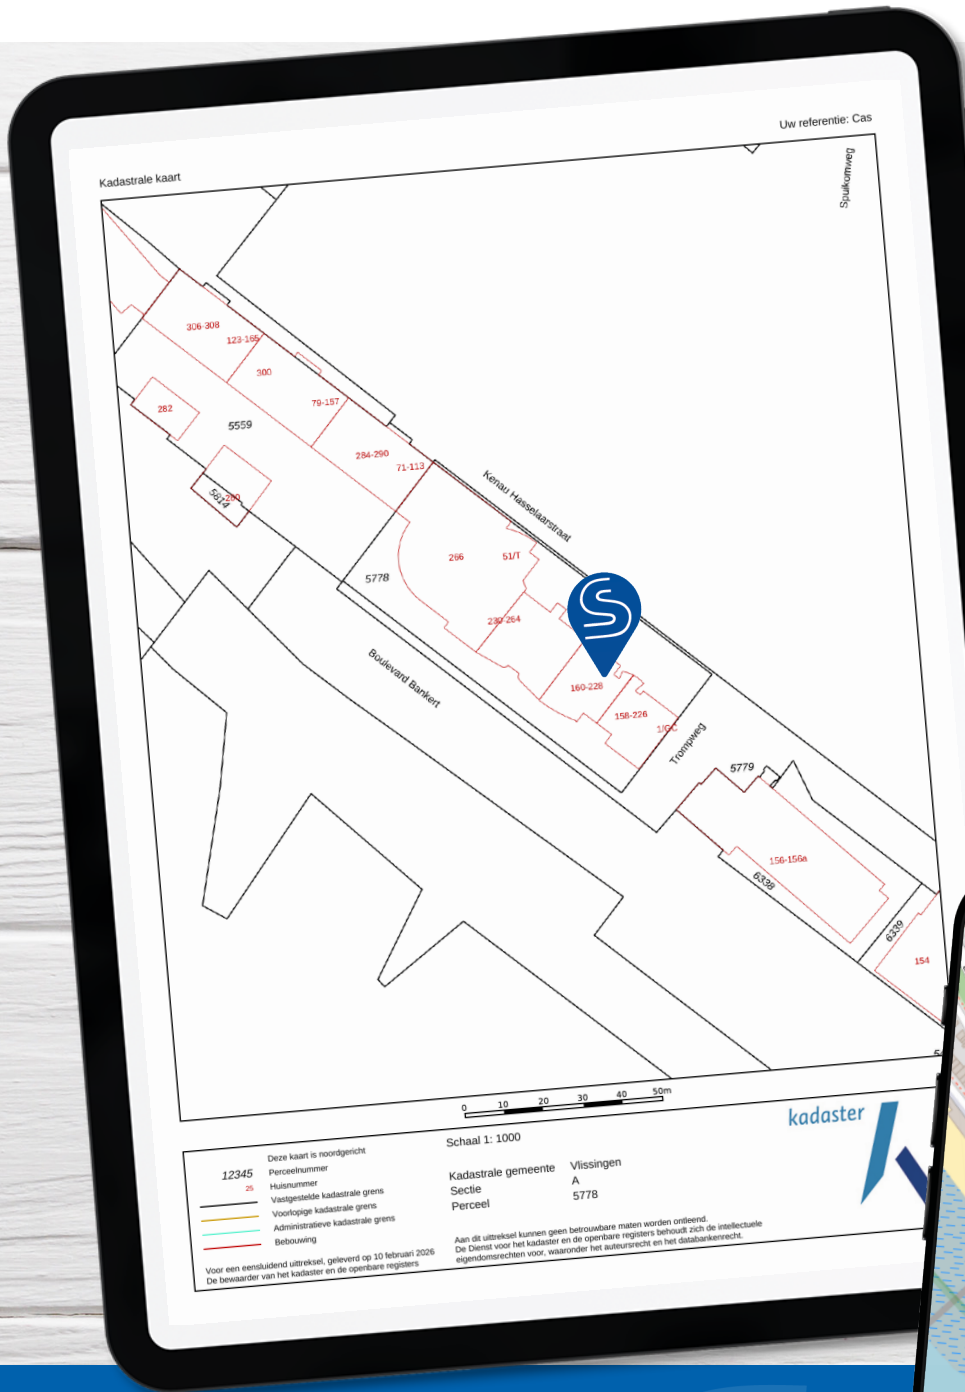 Uw referentie: Cas
Kadastrale kaart
Spuikomweg
306-308
123-165
300
79-157
282
5559
284-290
71-113
5814
Kenau Hasselaarstraat
266
51/T
5778
230-264
Boulevard Bankert
160-228
158-226
1/GC
Trompweg
5779
156-156a
6338
6339
154
0 10 20 30 40 50m
Schaal 1: 1000
kadaster
Deze kaart is noordgericht
12345 Perceelnummer
25 Huisnummer
Vastgestelde kadastrale grens
Voorlopige kadastrale grens
Administratieve kadastrale grens
Bebouwing
Voor een eensluidend uittreksel, geleverd op 10 februari 2026
De bewaarder van het kadaster en de openbare registers
Kadastrale gemeente Vlissingen
Sectie A
Perceel 5778
Aan dit uittreksel kunnen geen betrouwbare maten worden ontleend.
De Dienst voor het kadaster en de openbare registers behoudt zich de intellectuele
eigendomsrechten voor, waaronder het auteursrecht en het databankenrecht.